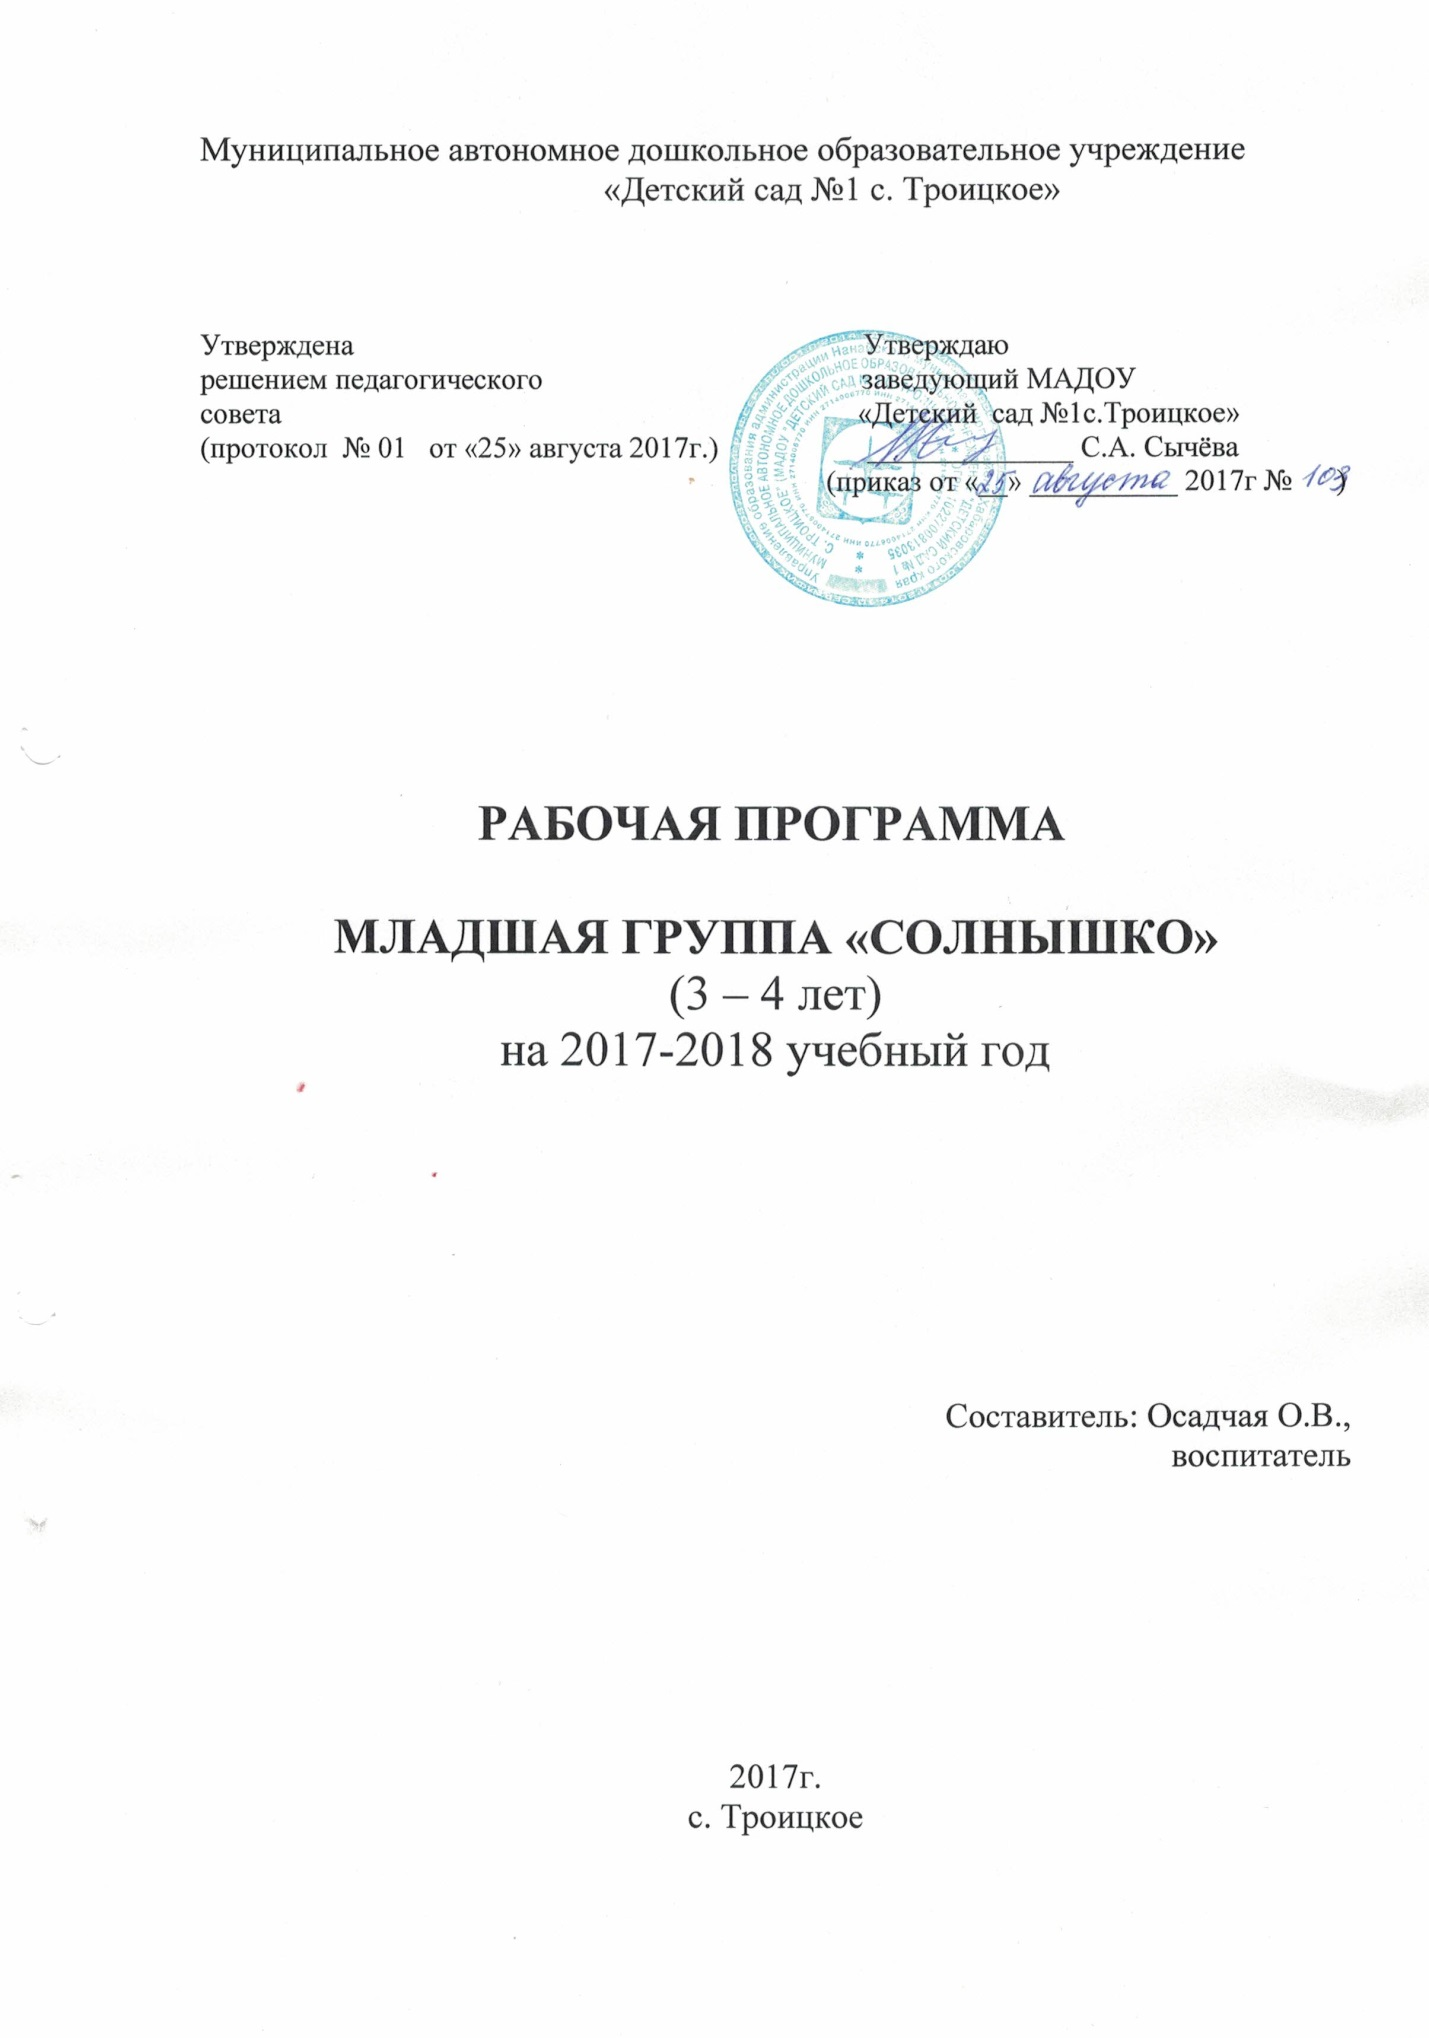 Муниципальное автономное дошкольное образовательное учреждение
«Детский сад №1 с. Троицкое»
Утверждена
решением педагогического
совета
(протокол № 01 от «25» августа 2017г.)
Утверждаю
заведующий МАДОУ
«Детский сад №1с.Троицкое»
С.А. Сычёва
(приказ от «25» августа 2017г № 103)
РАБОЧАЯ ПРОГРАММА
МЛАДШАЯ ГРУППА «СОЛНЫШКО»
(3 – 4 лет)
на 2017-2018 учебный год
Составитель: Осадчая О.В.,
воспитатель
2017г.
с. Троицкое